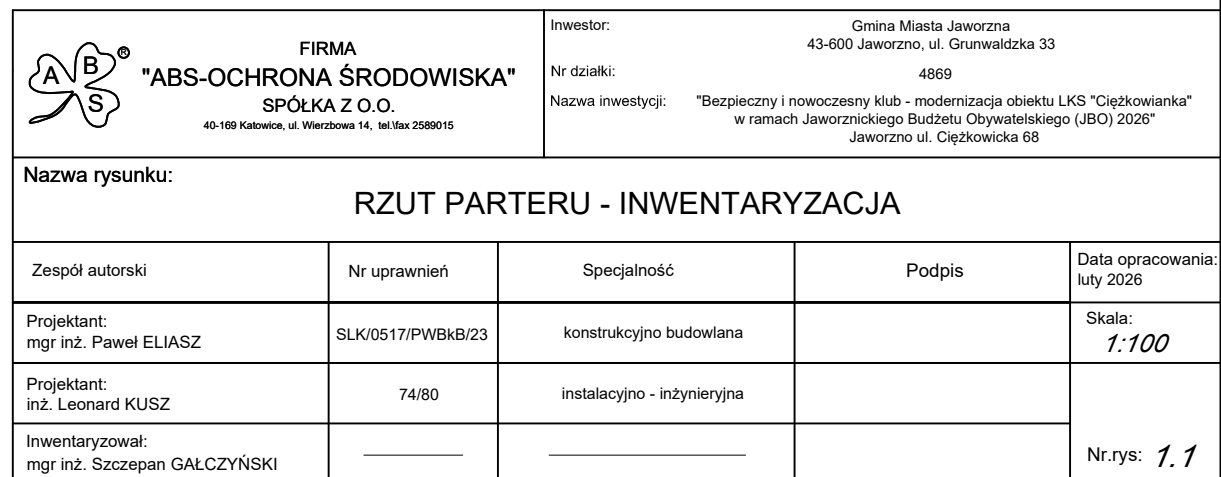 A B S ®
FIRMA
"ABS-OCHRONA ŚRODOWISKA"
SPÓŁKA Z O.O.
40-169 Katowice, ul. Wierzbowa 14, tel.\fax 2589015
Inwestor:
Gmina Miasta Jaworzna
43-600 Jaworzno, ul. Grunwaldzka 33
Nr działki:
4869
Nazwa inwestycji:
"Bezpieczny i nowoczesny klub - modernizacja obiektu LKS "Ciężkowianka"
w ramach Jaworznickiego Budżetu Obywatelskiego (JBO) 2026"
Jaworzno ul. Ciężkowicka 68
Nazwa rysunku:
RZUT PARTERU - INWENTARYZACJA
Zespół autorski
Nr uprawnień
Specjalność
Podpis
Data opracowania:
luty 2026
Projektant:
mgr inż. Paweł ELIASZ
SLK/0517/PWBkB/23
konstrukcyjno budowlana
Skala:
1:100
Projektant:
inż. Leonard KUSZ
74/80
instalacyjno - inżynieryjna
Inwentaryzował:
mgr inż. Szczepan GAŁCZYŃSKI
Nr.rys: 1.1